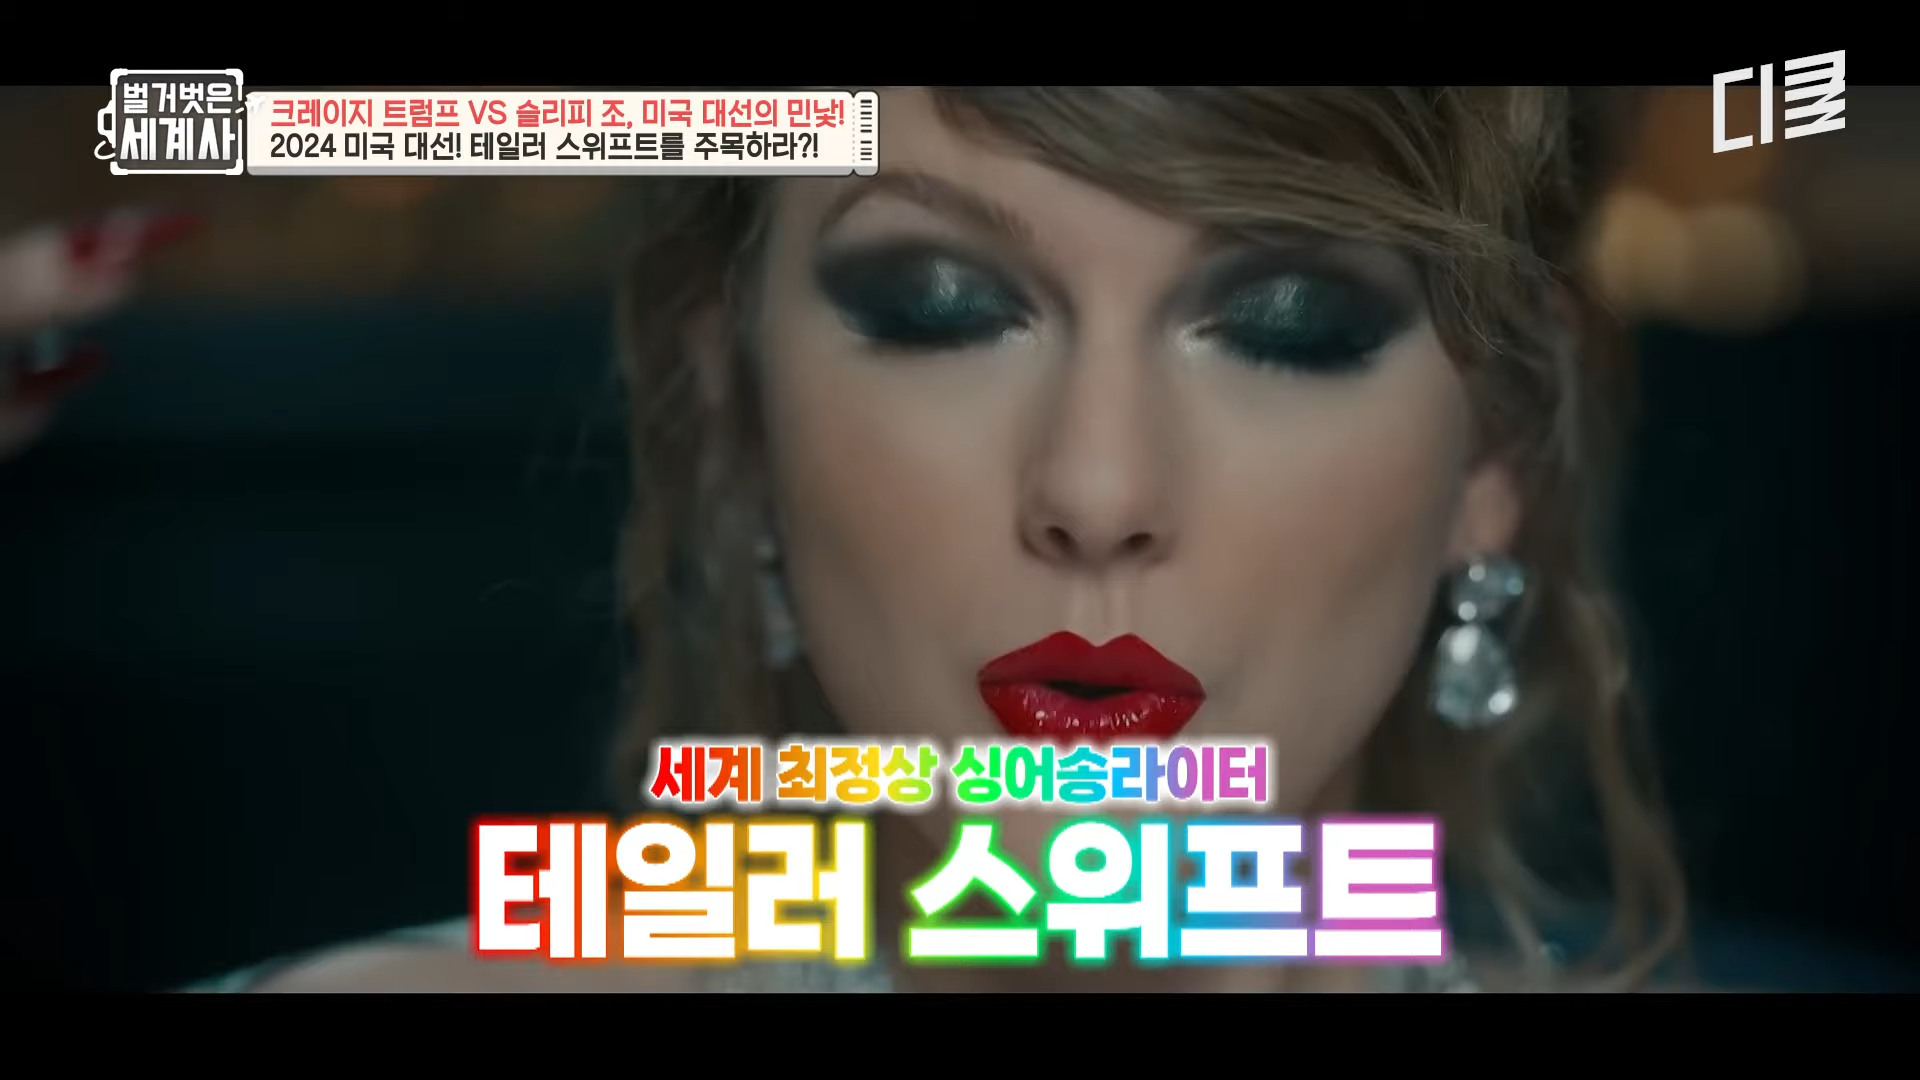 벌거벗은
세계사
크레이지 트럼프 VS 슬리피 조, 미국 대선의 민낯!
2024 미국 대선! 테일러 스위프트를 주목하라?!
디글
세계 최정상 싱어송라이터
테일러 스위프트